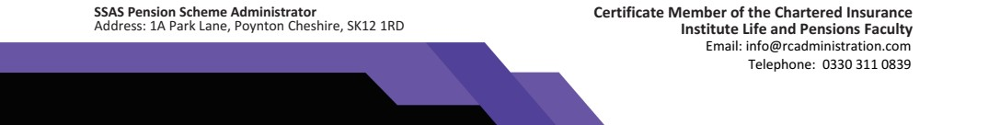 SSAS Pension Scheme Administrator
Address: 1A Park Lane, Poynton Cheshire, SK12 1RD
Certificate Member of the Chartered Insurance
Institute Life and Pensions Faculty
Email: info@rcadministration.com
Telephone:  0330 311 0839